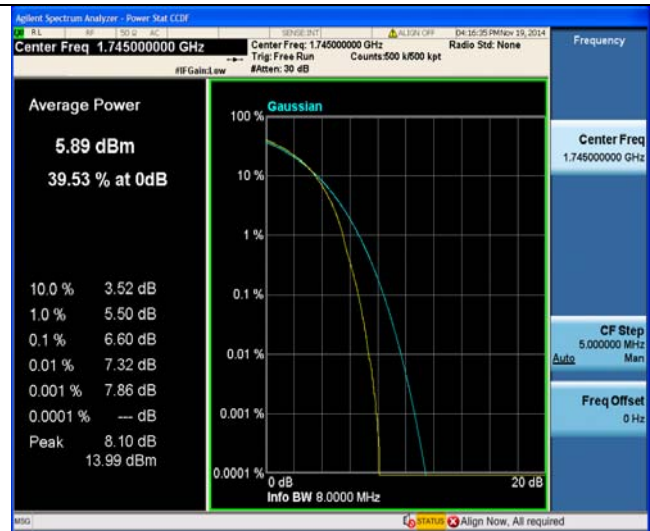 Agilent Spectrum Analyzer - Power Stat CCDF
RL RF 50 Ω AC SENSE:INT ALIGN OFF 04:16:35 PM Nov 19, 2014
Center Freq 1.745000000 GHz
Center Freq: 1.745000000 GHz
Radio Std: None
Trig: Free Run Counts:500 k/500 kpt
#IFGain:Low
#Atten: 30 dB
Frequency
Average Power
5.89 dBm
39.53 % at 0dB
10.0 % 3.52 dB
1.0 % 5.50 dB
0.1 % 6.60 dB
0.01 % 7.32 dB
0.001 % 7.86 dB
0.0001 % --- dB
Peak 8.10 dB
13.99 dBm
Gaussian
100 %
10 %
1 %
0.1 %
0.01 %
0.001 %
0.0001 %
0 dB 20 dB
Info BW 8.0000 MHz
Center Freq
1.745000000 GHz
CF Step
5.000000 MHz
Auto Man
Freq Offset
0 Hz
MSG STATUS Align Now, All required